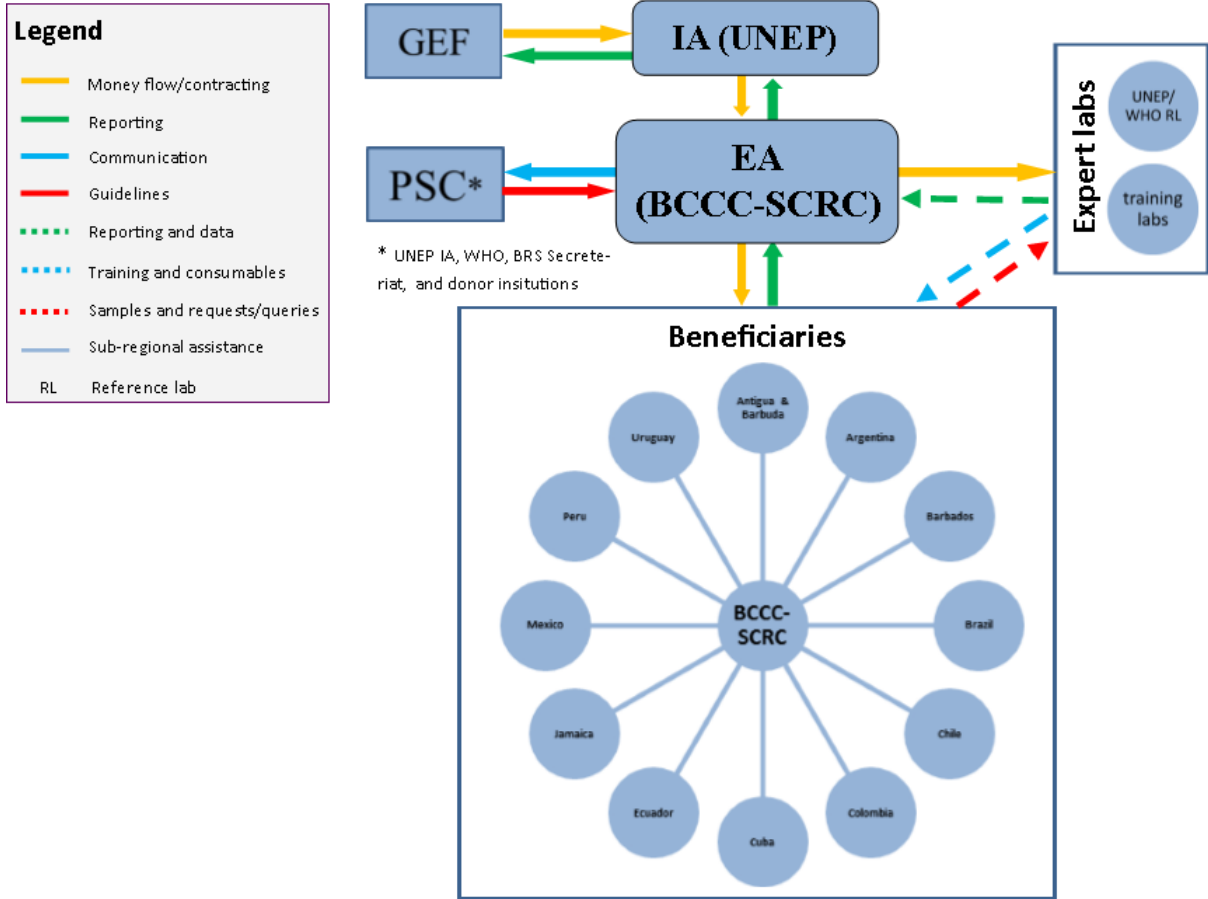 Legend
Money flow/contracting
Reporting
Communication
Guidelines
Reporting and data
Training and consumables
Samples and requests/queries
Sub-regional assistance
RL Reference lab
GEF
IA (UNEP)
PSC*
EA
(BCCC-SCRC)
* UNEP IA, WHO, BRS Secrete-
riat, and donor insitutions
Expert labs
UNEP/
WHO RL
training
labs
Beneficiaries
Antigua &
Barbuda
Argentina
Barbados
Brazil
Chile
Colombia
Cuba
Ecuador
Jamaica
Mexico
Peru
Uruguay
BCCC-
SCRC